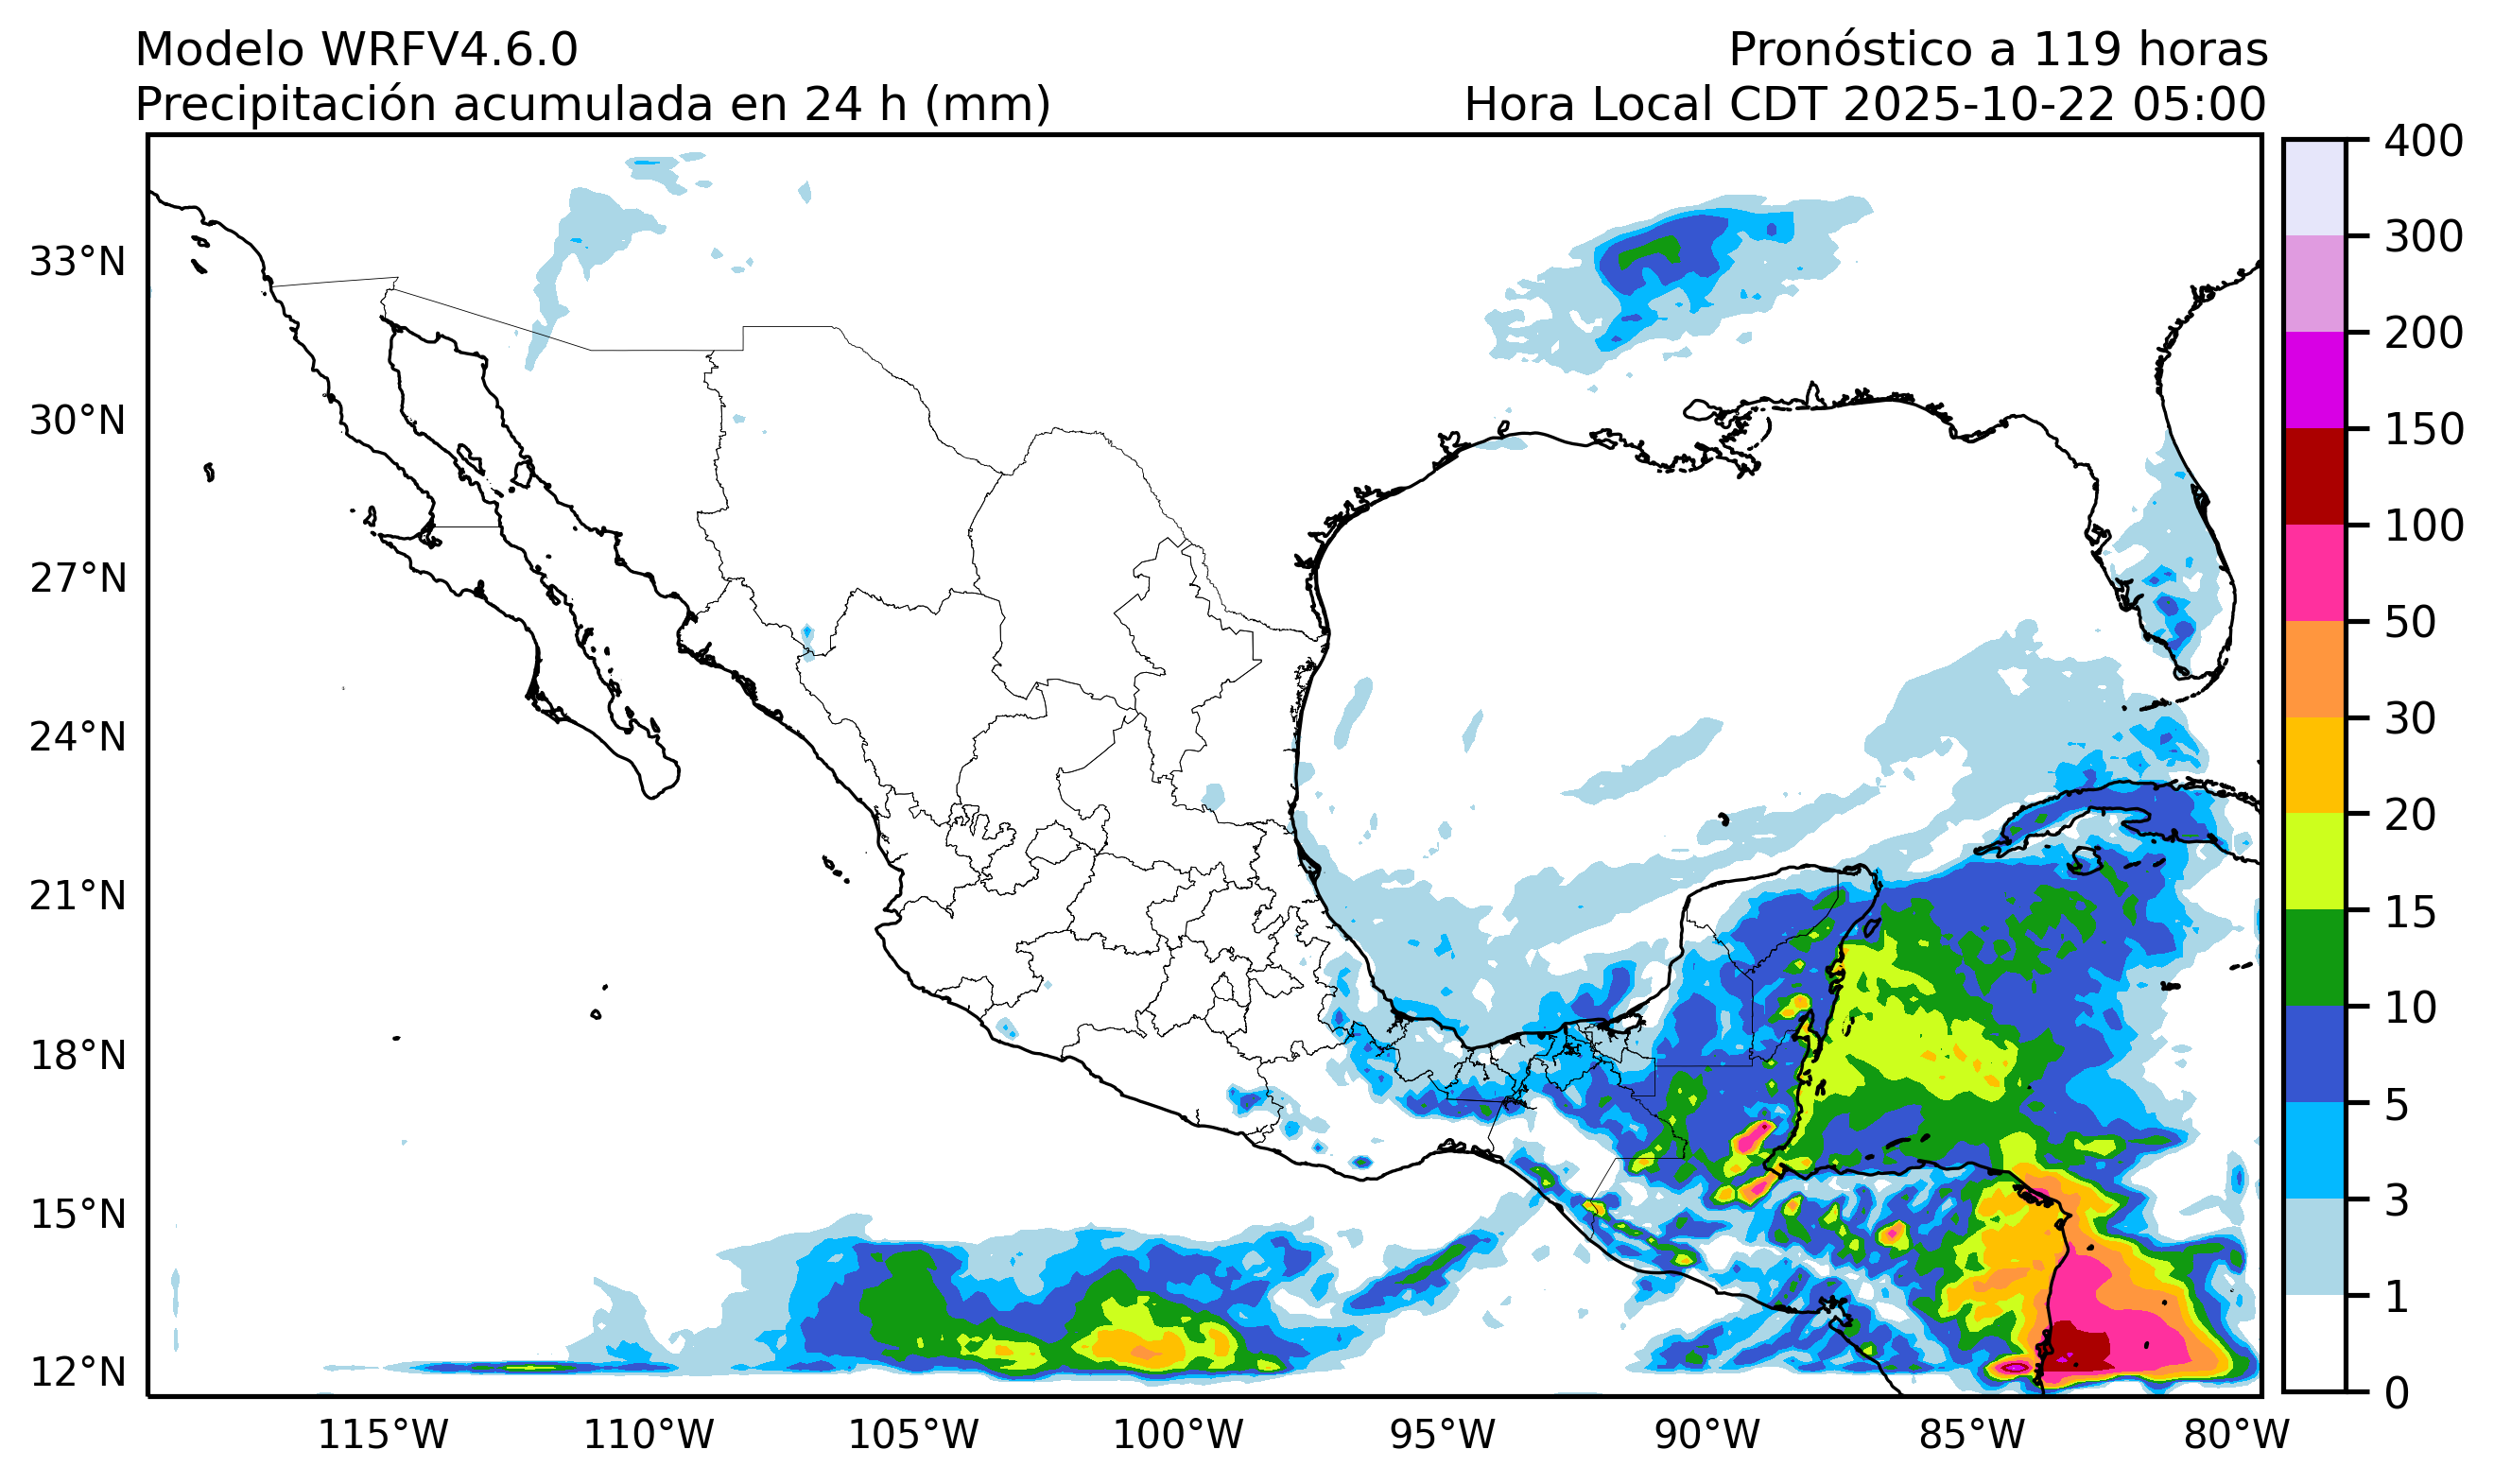 Modelo WRFV4.6.0
Pronóstico a 119 horas
Precipitación acumulada en 24 h (mm)
Hora Local CDT 2025-10-22 05:00
33°N
30°N
27°N
24°N
21°N
18°N
15°N
12°N
115°W
110°W
105°W
100°W
95°W
90°W
85°W
80°W
400
300
200
150
100
50
30
20
15
10
5
3
1
0